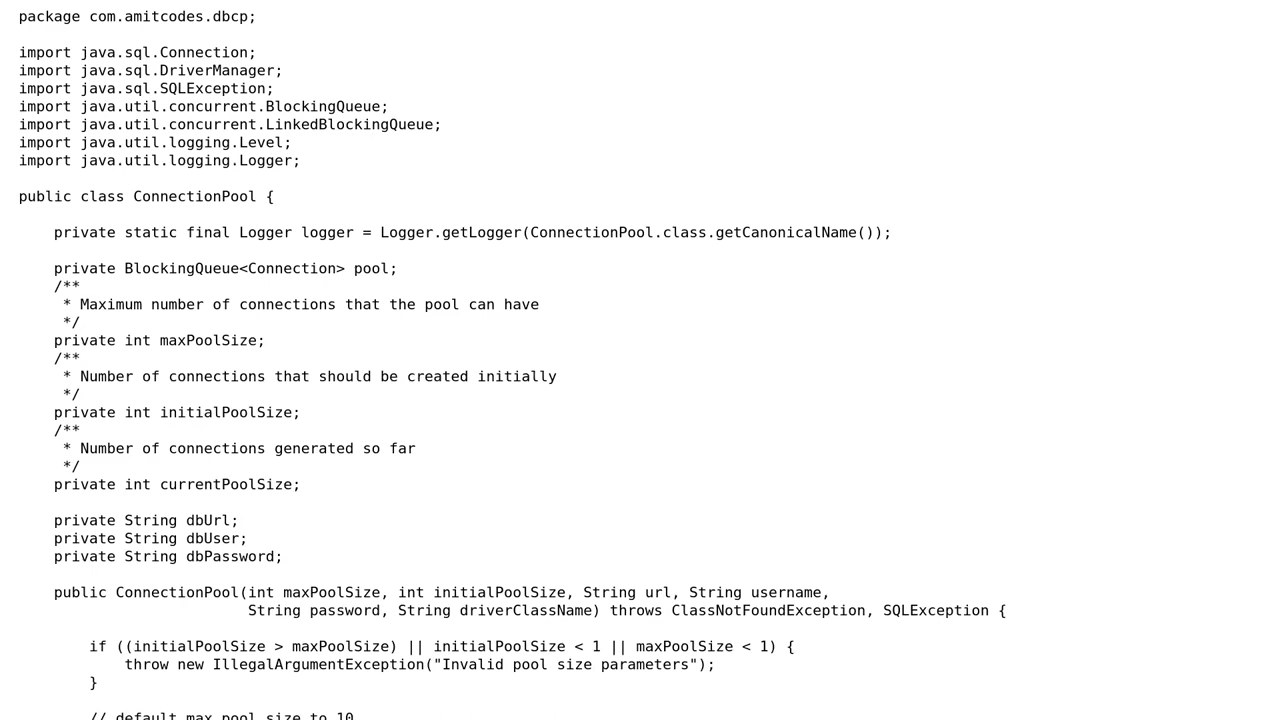 package com.amitcodes.dbcp;
import java.sql.Connection;
import java.sql.DriverManager;
import java.sql.SQLException;
import java.util.concurrent.BlockingQueue;
import java.util.concurrent.LinkedBlockingQueue;
import java.util.logging.Level;
import java.util.logging.Logger;
public class ConnectionPool {
    private static final Logger logger = Logger.getLogger(ConnectionPool.class.getCanonicalName());
    private BlockingQueue<Connection> pool;
    /**
     * Maximum number of connections that the pool can have
     */
    private int maxPoolSize;
    /**
     * Number of connections that should be created initially
     */
    private int initialPoolSize;
    /**
     * Number of connections generated so far
     */
    private int currentPoolSize;
    private String dbUrl;
    private String dbUser;
    private String dbPassword;
    public ConnectionPool(int maxPoolSize, int initialPoolSize, String url, String username,
                          String password, String driverClassName) throws ClassNotFoundException, SQLException {
        if ((initialPoolSize > maxPoolSize) || initialPoolSize < 1 || maxPoolSize < 1) {
            throw new IllegalArgumentException("Invalid pool size parameters");
        }
        // default max pool size to 10